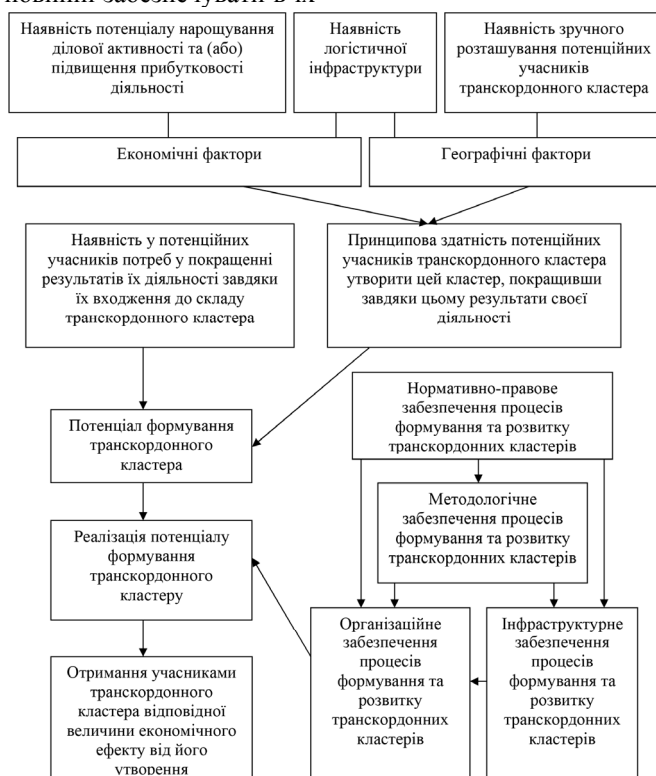 повинні забезпечувати в їх
Наявність потенціалу нарощування
ділової активності та (або)
підвищення прибутковості
діяльності
Наявність
логістичної
інфраструктури
Наявність зручного
розташування потенційних
учасників
транскордонного кластера
Економічні фактори
Географічні фактори
Наявність у потенційних
учасників потреб у покращенні
результатів їх діяльності завдяки
їх входження до складу
транскордонного кластера
Принципова здатність потенційних
учасників транскордонного кластера
утворити цей кластер, покращивши
завдяки цьому результати своєї
діяльності
Нормативно-правове
забезпечення процесів
формування та розвитку
транскордонних кластерів
Потенціал формування
транскордонного
кластера
Методологічне
забезпечення процесів
формування та розвитку
транскордонних кластерів
Реалізація потенціалу
формування
транскордонного
кластеру
Організаційне
забезпечення
процесів
формування та
розвитку
транскордонних
кластерів
Інфраструктурне
забезпечення
процесів
формування та
розвитку
транскордонних
кластерів
Отримання учасниками
транскордонного
кластера відповідної
величини економічного
ефекту від його
утворення